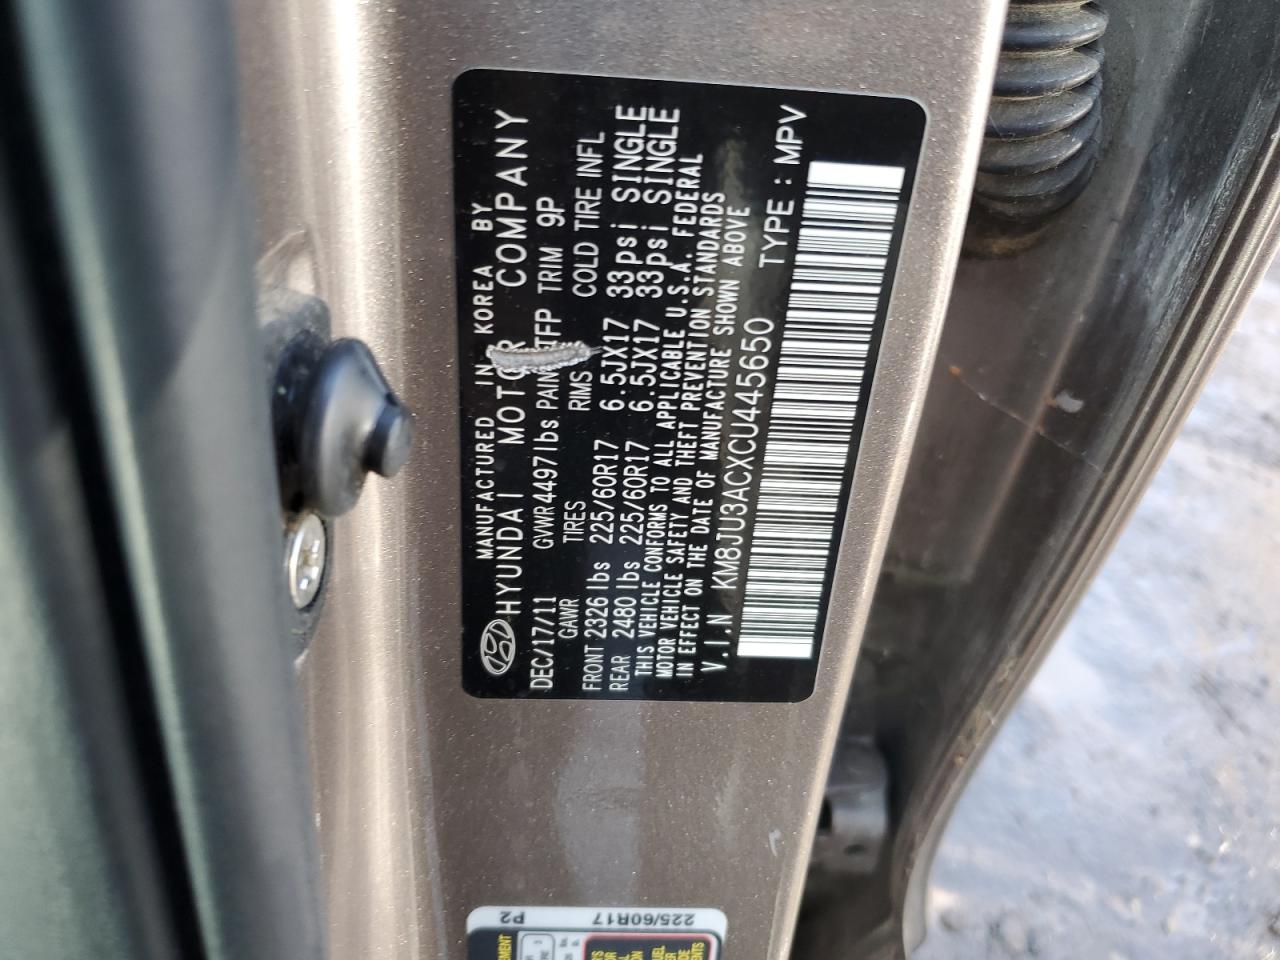 MANUFACTURED IN KOREA BY
HYUNDAI MOTOR COMPANY
DEC/17/11 GVWR 4497 lbs PAINT TFP TRIM 9P
GAWR TIRES RIMS COLD TIRE INFL
FRONT 2326 lbs 225/60R17 6.5JX17 33psi SINGLE
REAR 2480 lbs 225/60R17 6.5JX17 33psi SINGLE
THIS VEHICLE CONFORMS TO ALL APPLICABLE U.S.A. FEDERAL
MOTOR VEHICLE SAFETY AND THEFT PREVENTION STANDARDS
IN EFFECT ON THE DATE OF MANUFACTURE SHOWN ABOVE
V.I.N KM8JU3ACXCU445650 TYPE : MPV
225/60R17 P2